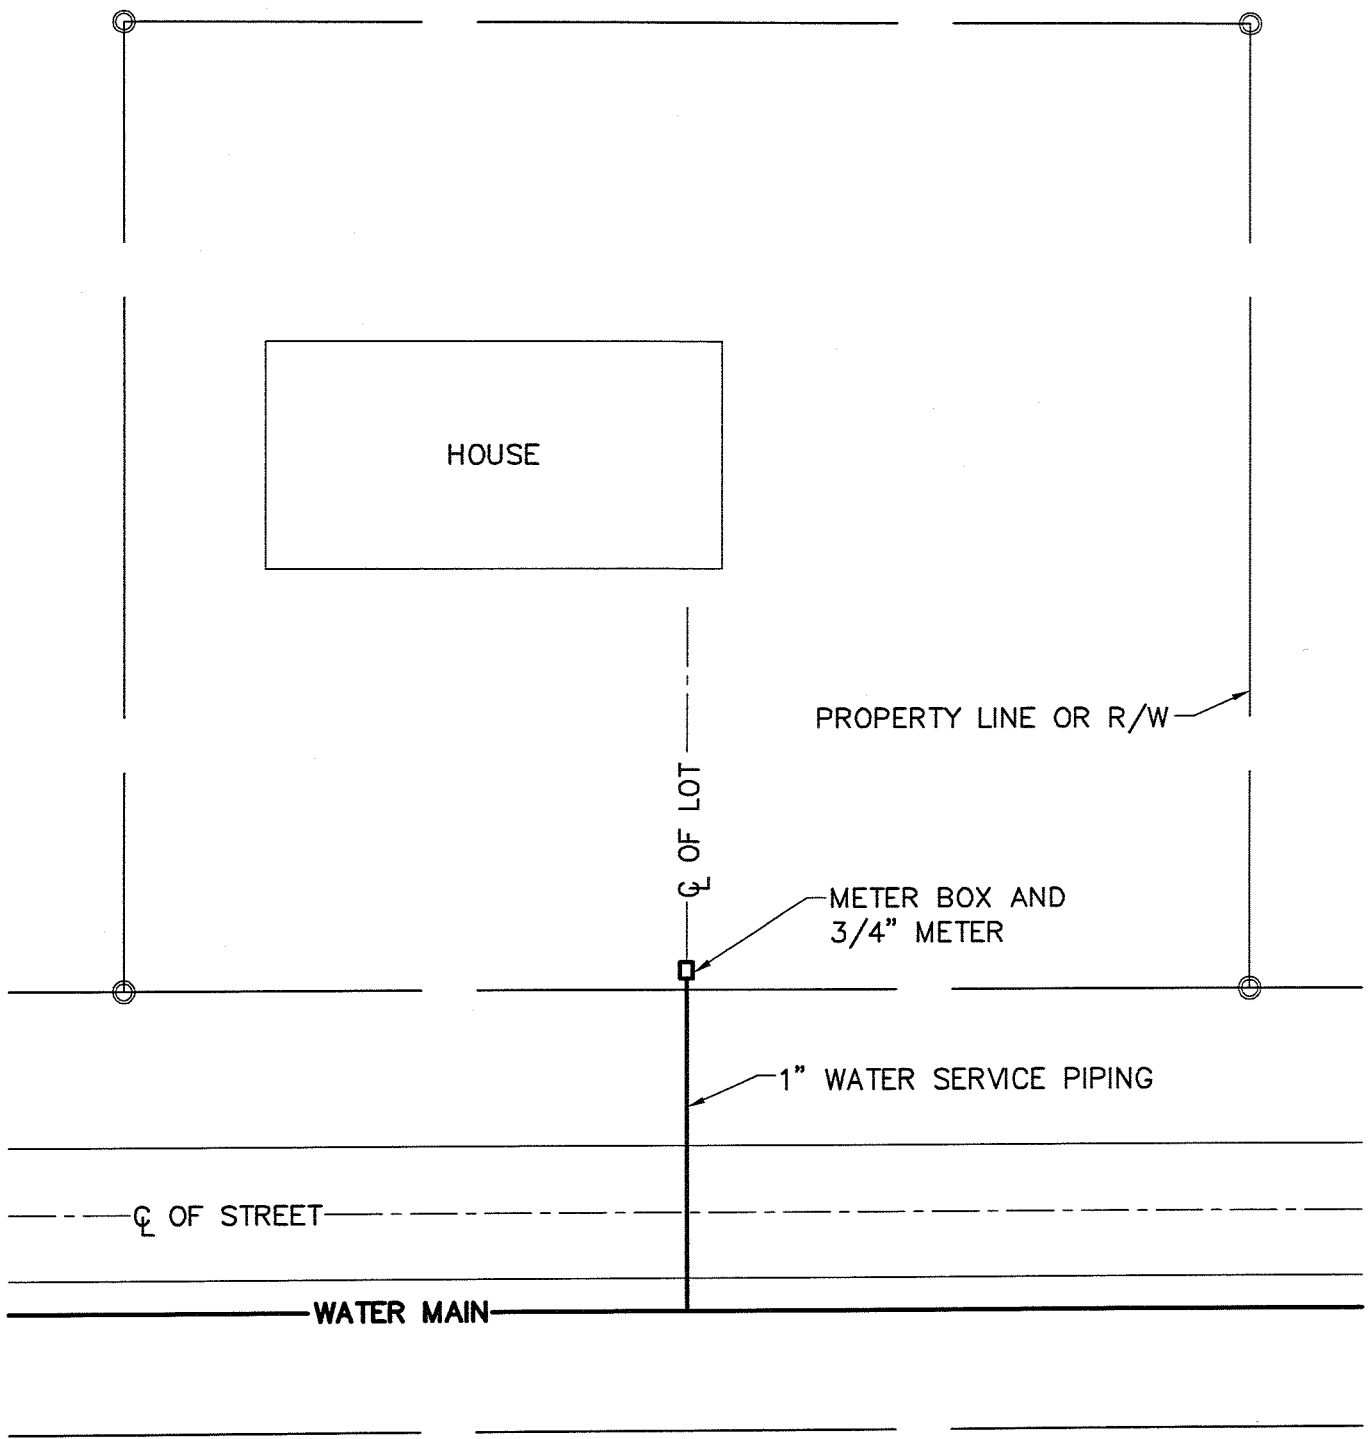 HOUSE
PROPERTY LINE OR R/W
℄ OF LOT
METER BOX AND
3/4" METER
1" WATER SERVICE PIPING
℄ OF STREET
WATER MAIN